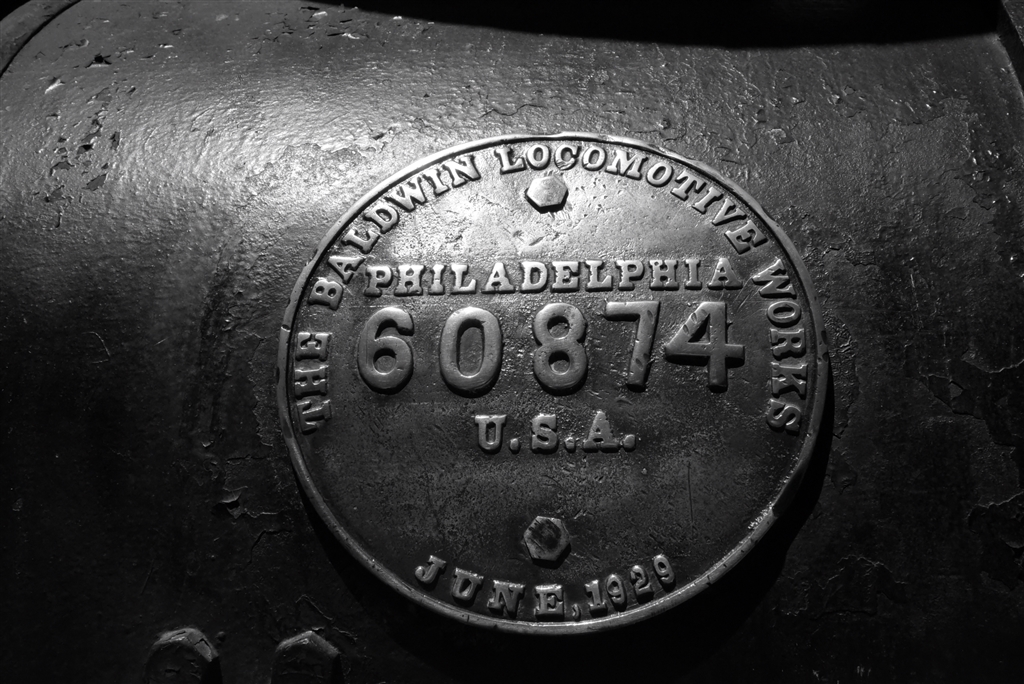 THE BALDWIN LOCOMOTIVE WORKS
PHILADELPHIA
60874
U.S.A.
JUNE, 1929